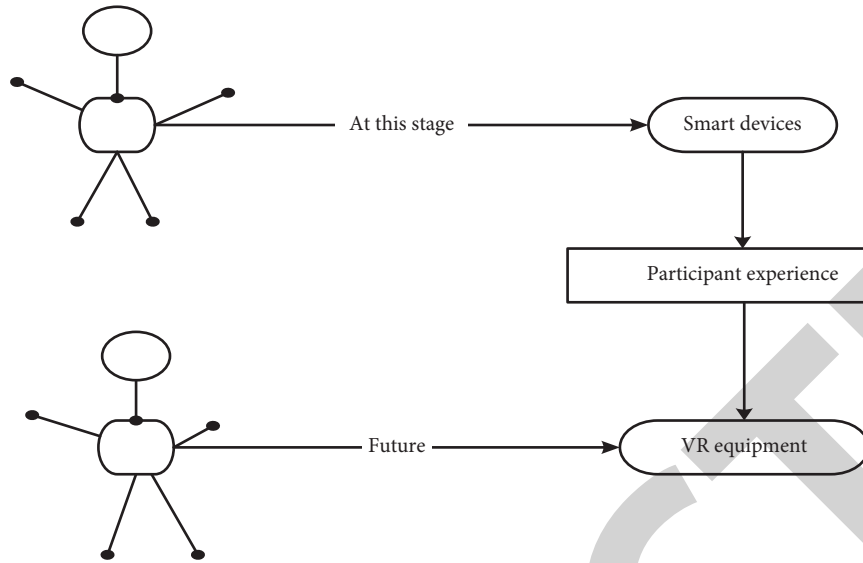 At this stage
Smart devices
Participant experience
Future
VR equipment